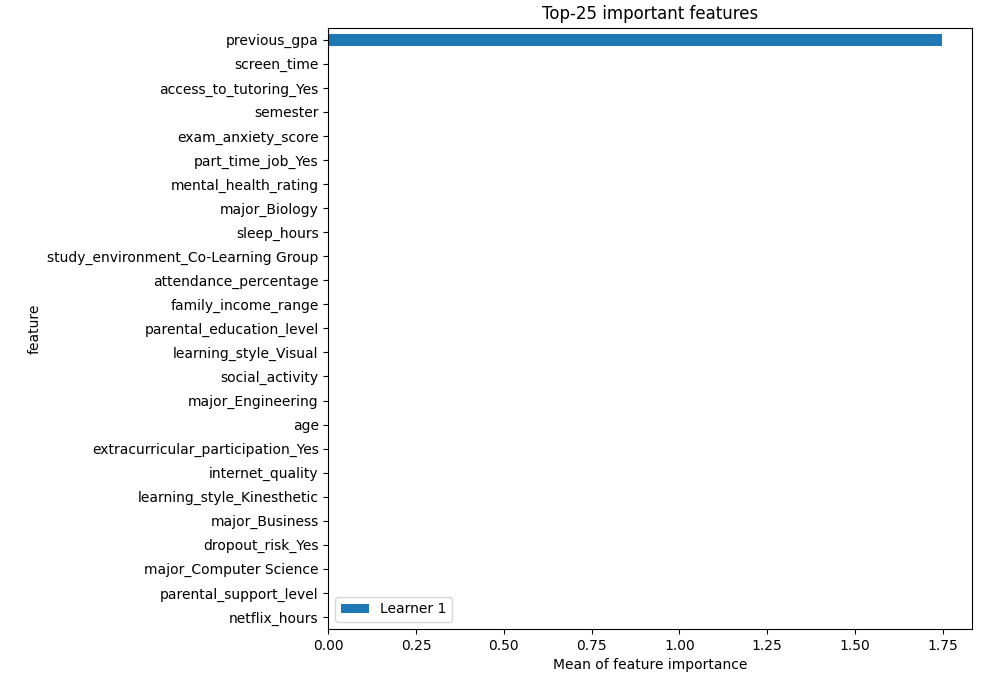 Top-25 important features
previous_gpa
screen_time
access_to_tutoring_Yes
semester
exam_anxiety_score
part_time_job_Yes
mental_health_rating
major_Biology
sleep_hours
study_environment_Co-Learning Group
attendance_percentage
family_income_range
parental_education_level
learning_style_Visual
social_activity
major_Engineering
age
extracurricular_participation_Yes
internet_quality
learning_style_Kinesthetic
major_Business
dropout_risk_Yes
major_Computer Science
parental_support_level
netflix_hours
feature
Learner 1
0.00 0.25 0.50 0.75 1.00 1.25 1.50 1.75
Mean of feature importance